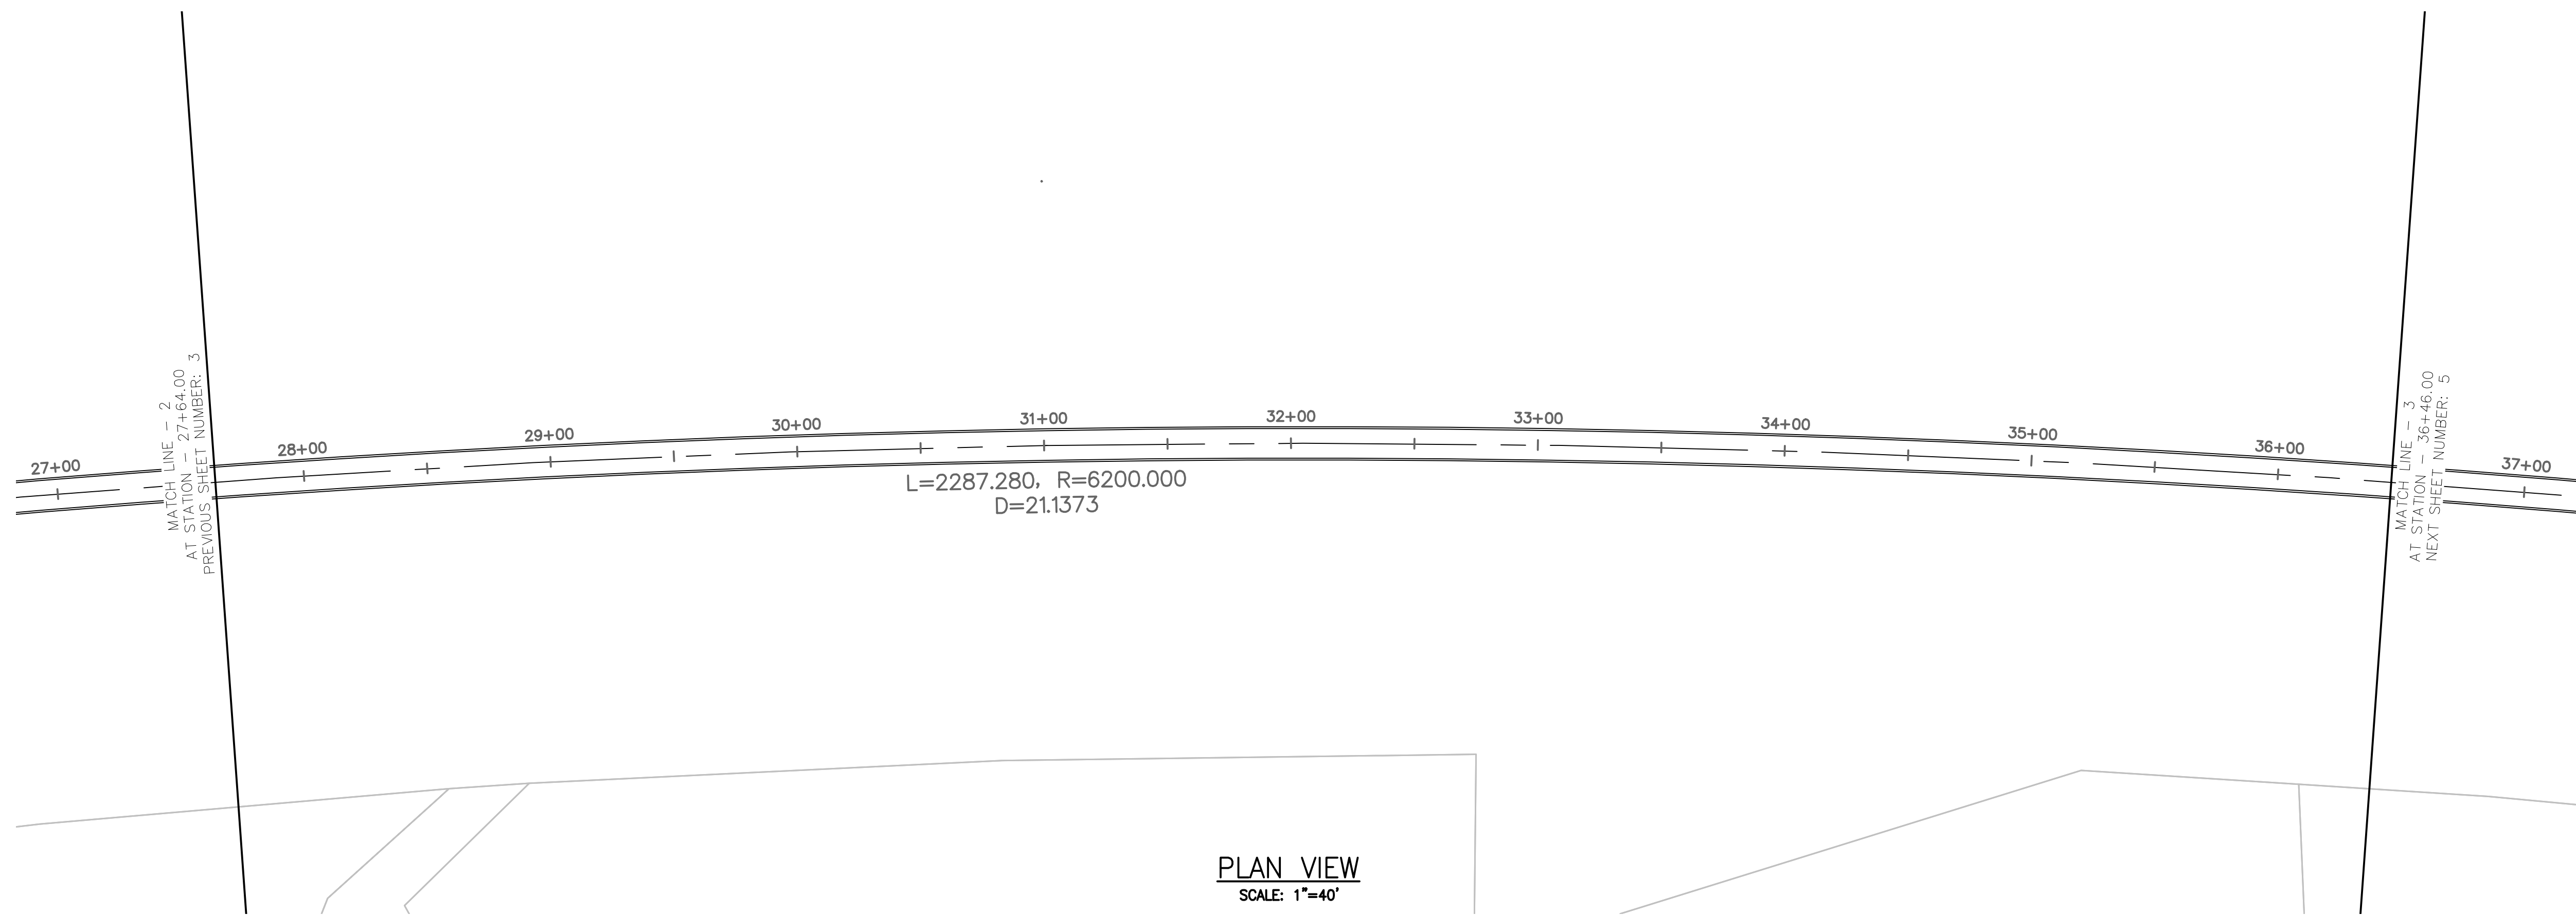 MATCH LINE - 2
AT STATION - 27+64.00
PREVIOUS SHEET NUMBER: 3
27+00
28+00
29+00
30+00
31+00
32+00
33+00
34+00
35+00
36+00
37+00
L=2287.280, R=6200.000
D=21.1373
MATCH LINE - 3
AT STATION - 36+46.00
NEXT SHEET NUMBER: 5
PLAN VIEW
SCALE: 1"=40'